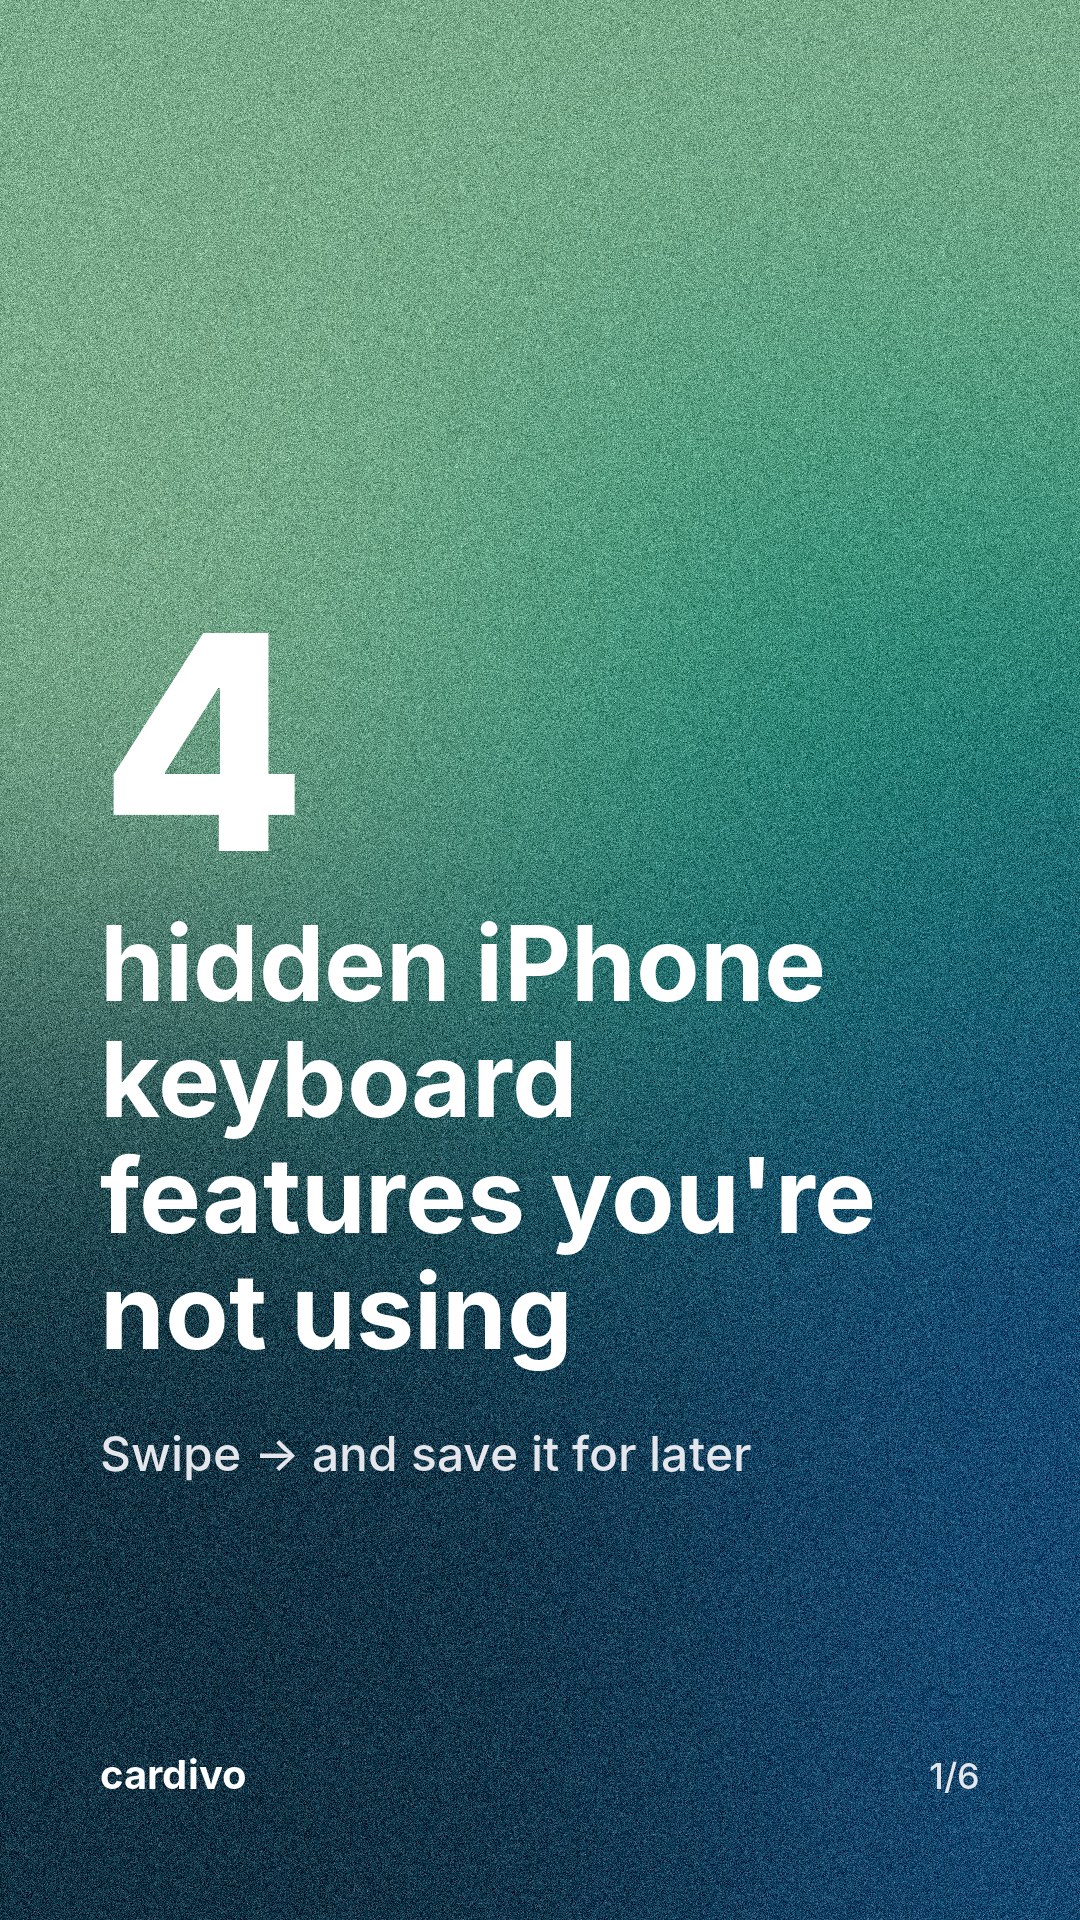 4
hidden iPhone
keyboard
features you're
not using
Swipe → and save it for later
cardivo
1/6